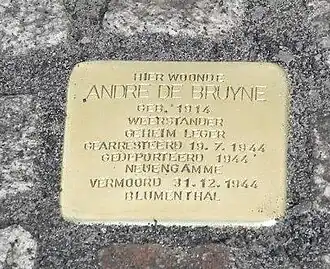 HIER WOONDE
ANDRE DE BRUYNE
GEB. 1914
WEERSTANDER
GEHEIM LEGER
GEARRESTEERD 19.7.1944
GEDEPORTEERD 1944
NEUENGAMME
VERMOORD 31.12.1944
BLUMENTHAL